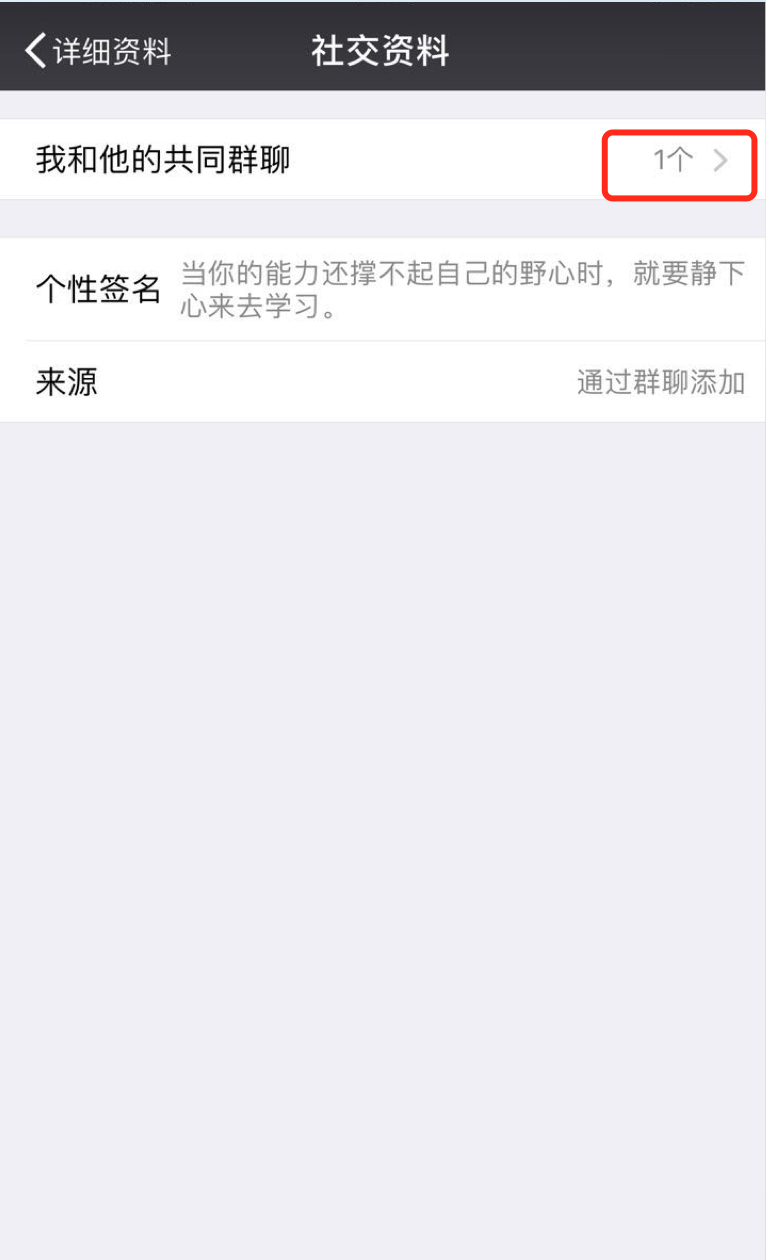 详细资料 社交资料
我和他的共同群聊 1个
个性签名 当你的能力还撑不起自己的野心时，就要静下
心来去学习。
来源 通过群聊添加